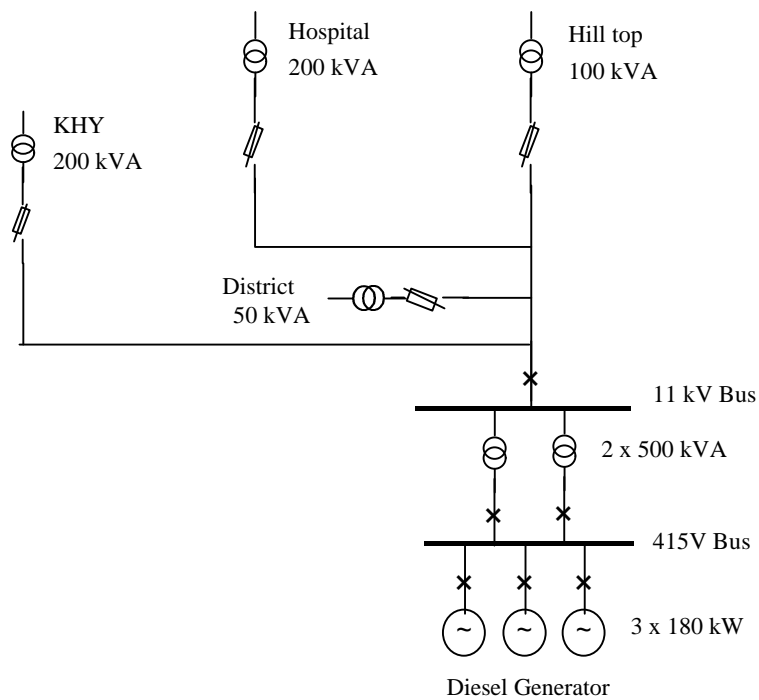 Hospital
200 kVA
Hill top
100 kVA
KHY
200 kVA
District
50 kVA
11 kV Bus
2 x 500 kVA
415V Bus
~ ~ ~
3 x 180 kW
Diesel Generator